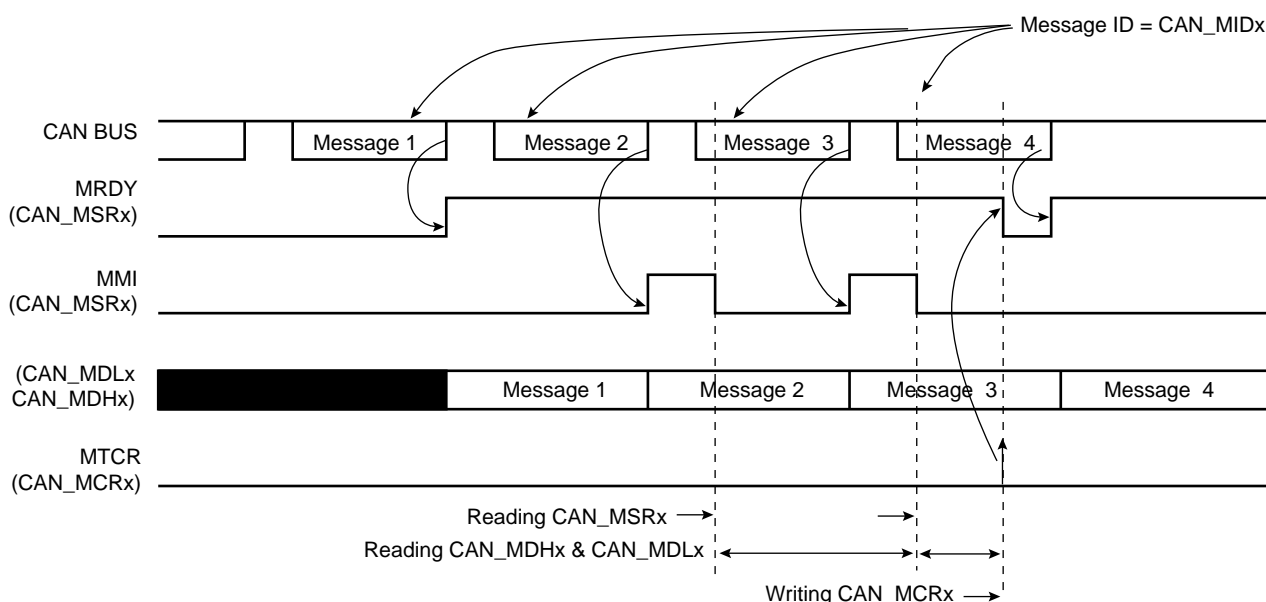 Message ID = CAN_MIDx
CAN BUS
Message 1
Message 2
Message 3
Message 4
MRDY
(CAN_MSRx)
MMI
(CAN_MSRx)
(CAN_MDLx
CAN_MDHx)
Message 1
Message 2
Message 3
Message 4
MTCR
(CAN_MCRx)
Reading CAN_MSRx
Reading CAN_MDHx & CAN_MDLx
Writing CAN_MCRx